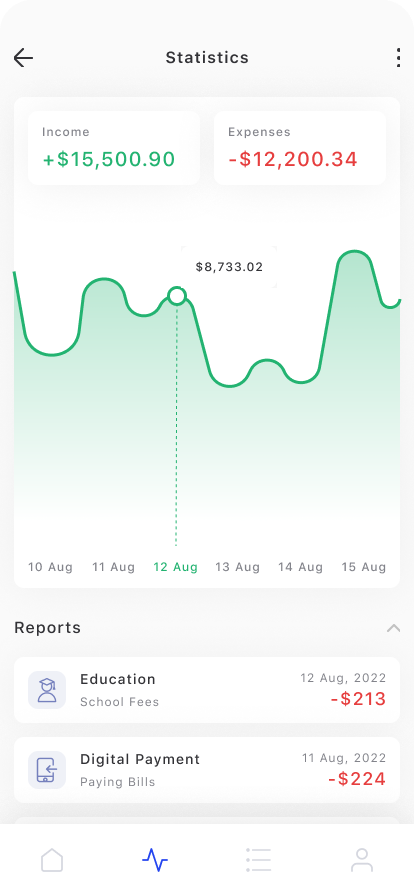 Statistics
Income
Expenses
+$15,500.90
-$12,200.34
$8,733.02
10 Aug 11 Aug 12 Aug 13 Aug 14 Aug 15 Aug
Reports
Education
12 Aug, 2022
School Fees
-$213
Digital Payment
11 Aug, 2022
Paying Bills
-$224